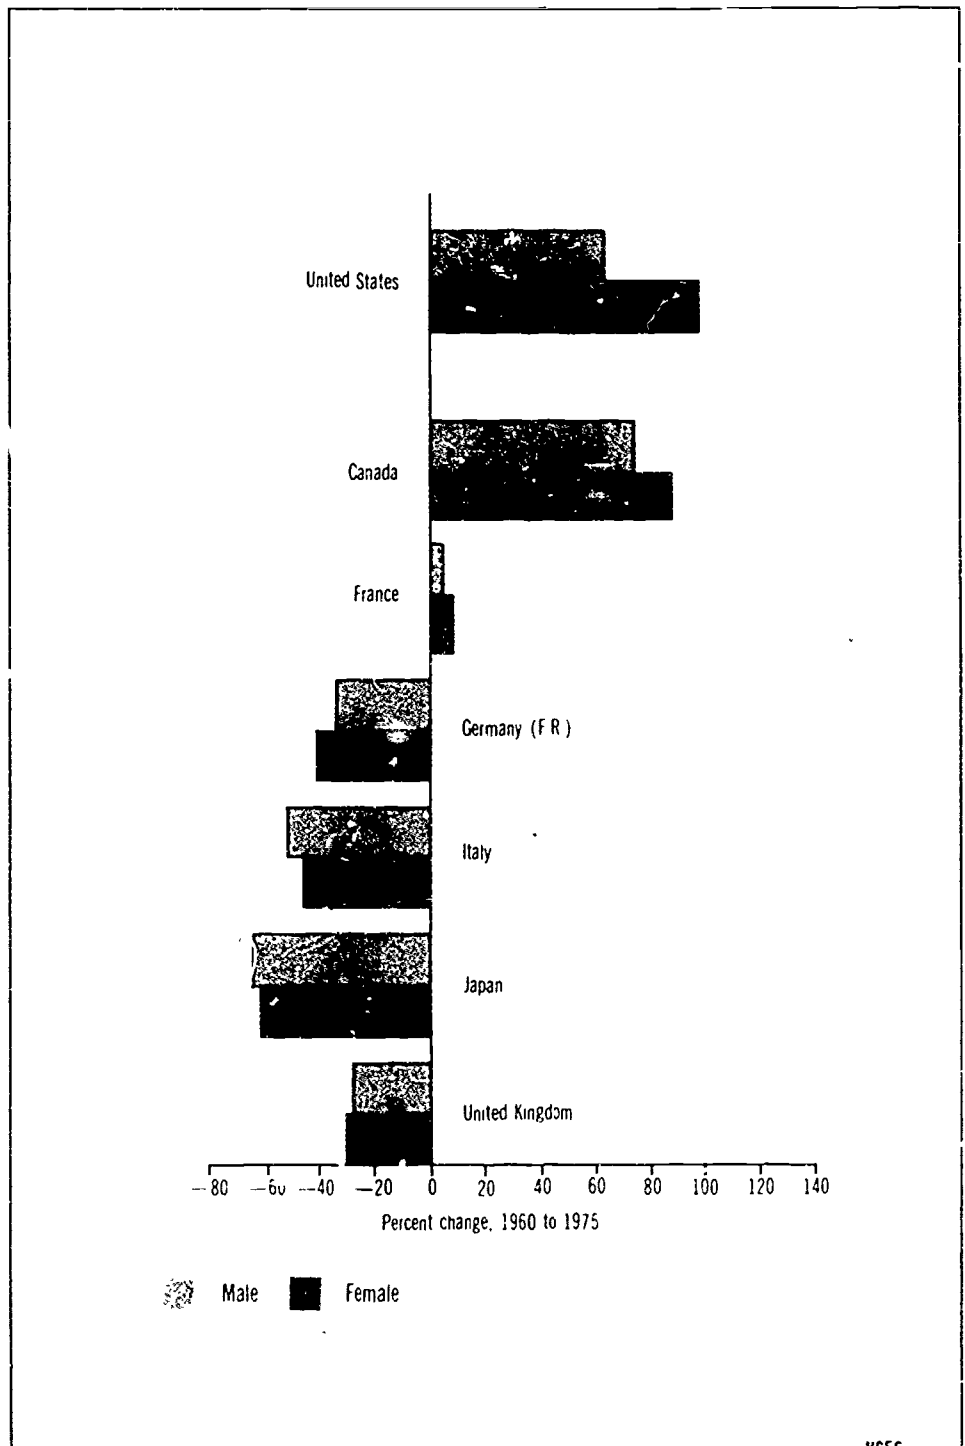 United States
Canada
France
Germany (F R )
Italy
Japan
United Kingdom
—80 —60 —40 —20 0 20 40 60 80 100 120 140
Percent change, 1960 to 1975
Male Female